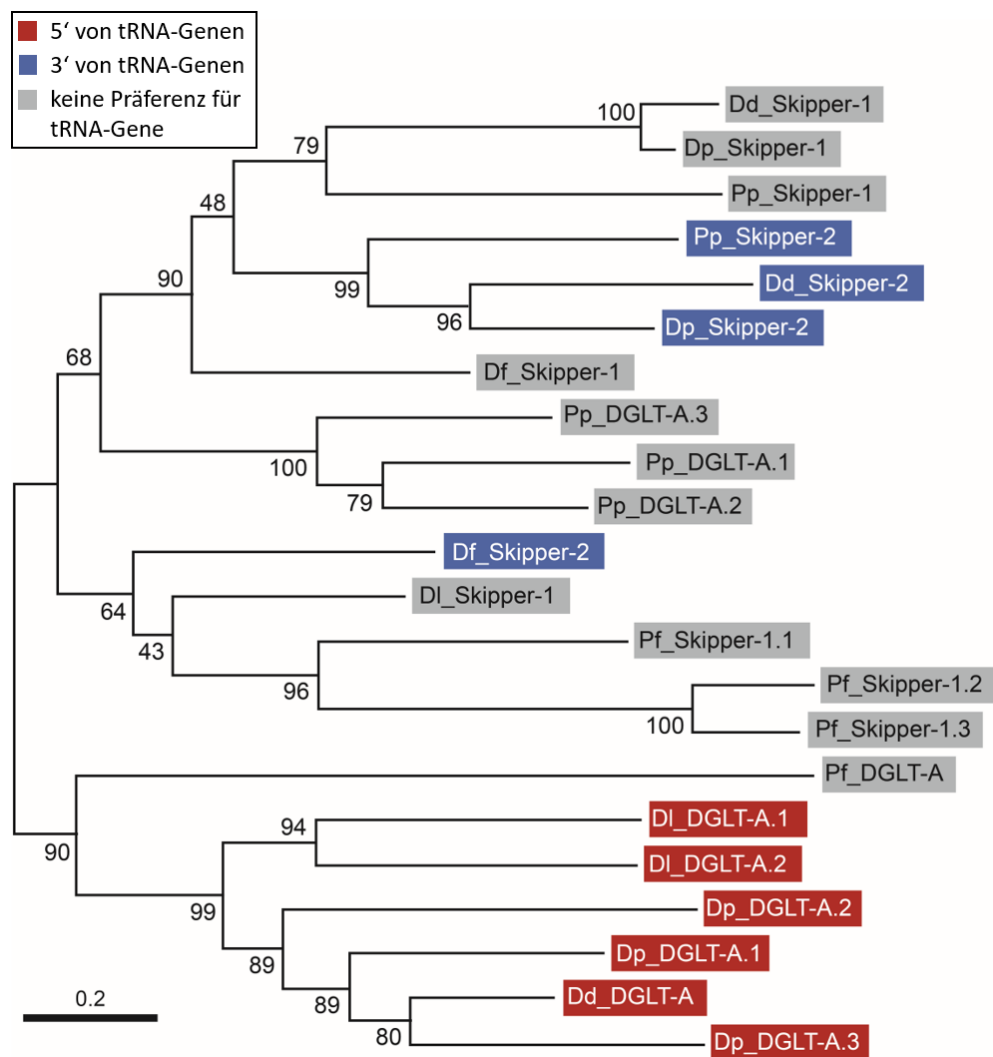 5‘ von tRNA-Genen
3‘ von tRNA-Genen
keine Präferenz für
tRNA-Gene
100
Dd_Skipper-1
79
Dp_Skipper-1
48
Pp_Skipper-1
Pp_Skipper-2
90
99
Dd_Skipper-2
96
Dp_Skipper-2
68
Df_Skipper-1
Pp_DGLT-A.3
100
Pp_DGLT-A.1
79
Pp_DGLT-A.2
Df_Skipper-2
64
Dl_Skipper-1
43
Pf_Skipper-1.1
96
Pf_Skipper-1.2
100
Pf_Skipper-1.3
Pf_DGLT-A
94
Dl_DGLT-A.1
90
Dl_DGLT-A.2
99
Dp_DGLT-A.2
89
Dp_DGLT-A.1
89
Dd_DGLT-A
80
Dp_DGLT-A.3
0.2